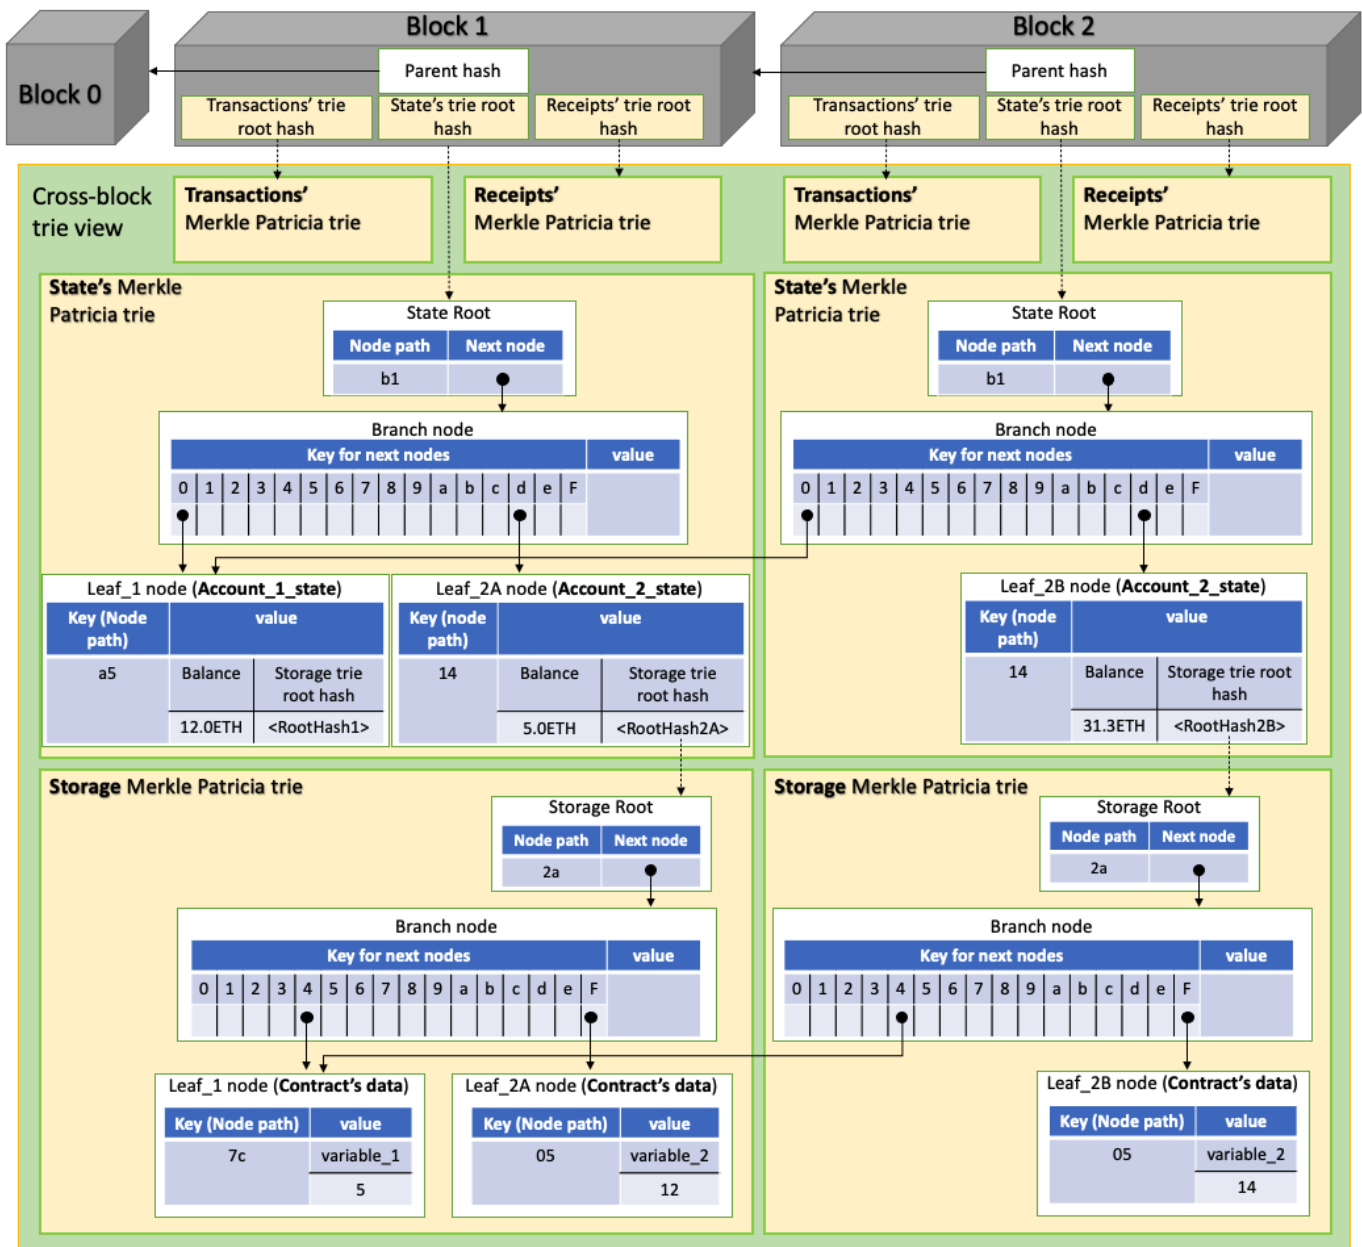 Block 0
Block 1
Parent hash
Transactions' trie
root hash
State's trie root
hash
Receipts' trie root
hash
Block 2
Parent hash
Transactions' trie
root hash
State's trie root
hash
Receipts' trie root
hash
Cross-block
trie view
Transactions'
Merkle Patricia trie
Receipts'
Merkle Patricia trie
Transactions'
Merkle Patricia trie
Receipts'
Merkle Patricia trie
State's Merkle
Patricia trie
State Root
Node path Next node
b1
Branch node
Key for next nodes value
0 1 2 3 4 5 6 7 8 9 a b c d e F
Leaf_1 node (Account_1_state)
Key (Node
path)
value
a5
Balance
Storage trie
root hash
12.0ETH <RootHash1>
Leaf_2A node (Account_2_state)
Key (node
path)
value
14
Balance
Storage trie
root hash
5.0ETH <RootHash2A>
State's Merkle
Patricia trie
State Root
Node path Next node
b1
Branch node
Key for next nodes value
0 1 2 3 4 5 6 7 8 9 a b c d e F
Leaf_2B node (Account_2_state)
Key (node
path)
value
14
Balance
Storage trie root
hash
31.3ETH <RootHash2B>
Storage Merkle Patricia trie
Storage Root
Node path Next node
2a
Branch node
Key for next nodes value
0 1 2 3 4 5 6 7 8 9 a b c d e F
Leaf_1 node (Contract's data)
Key (Node path) value
7c variable_1
5
Leaf_2A node (Contract's data)
Key (Node path) value
05 variable_2
12
Storage Merkle Patricia trie
Storage Root
Node path Next node
2a
Branch node
Key for next nodes value
0 1 2 3 4 5 6 7 8 9 a b c d e F
Leaf_2B node (Contract's data)
Key (Node path) value
05 variable_2
14